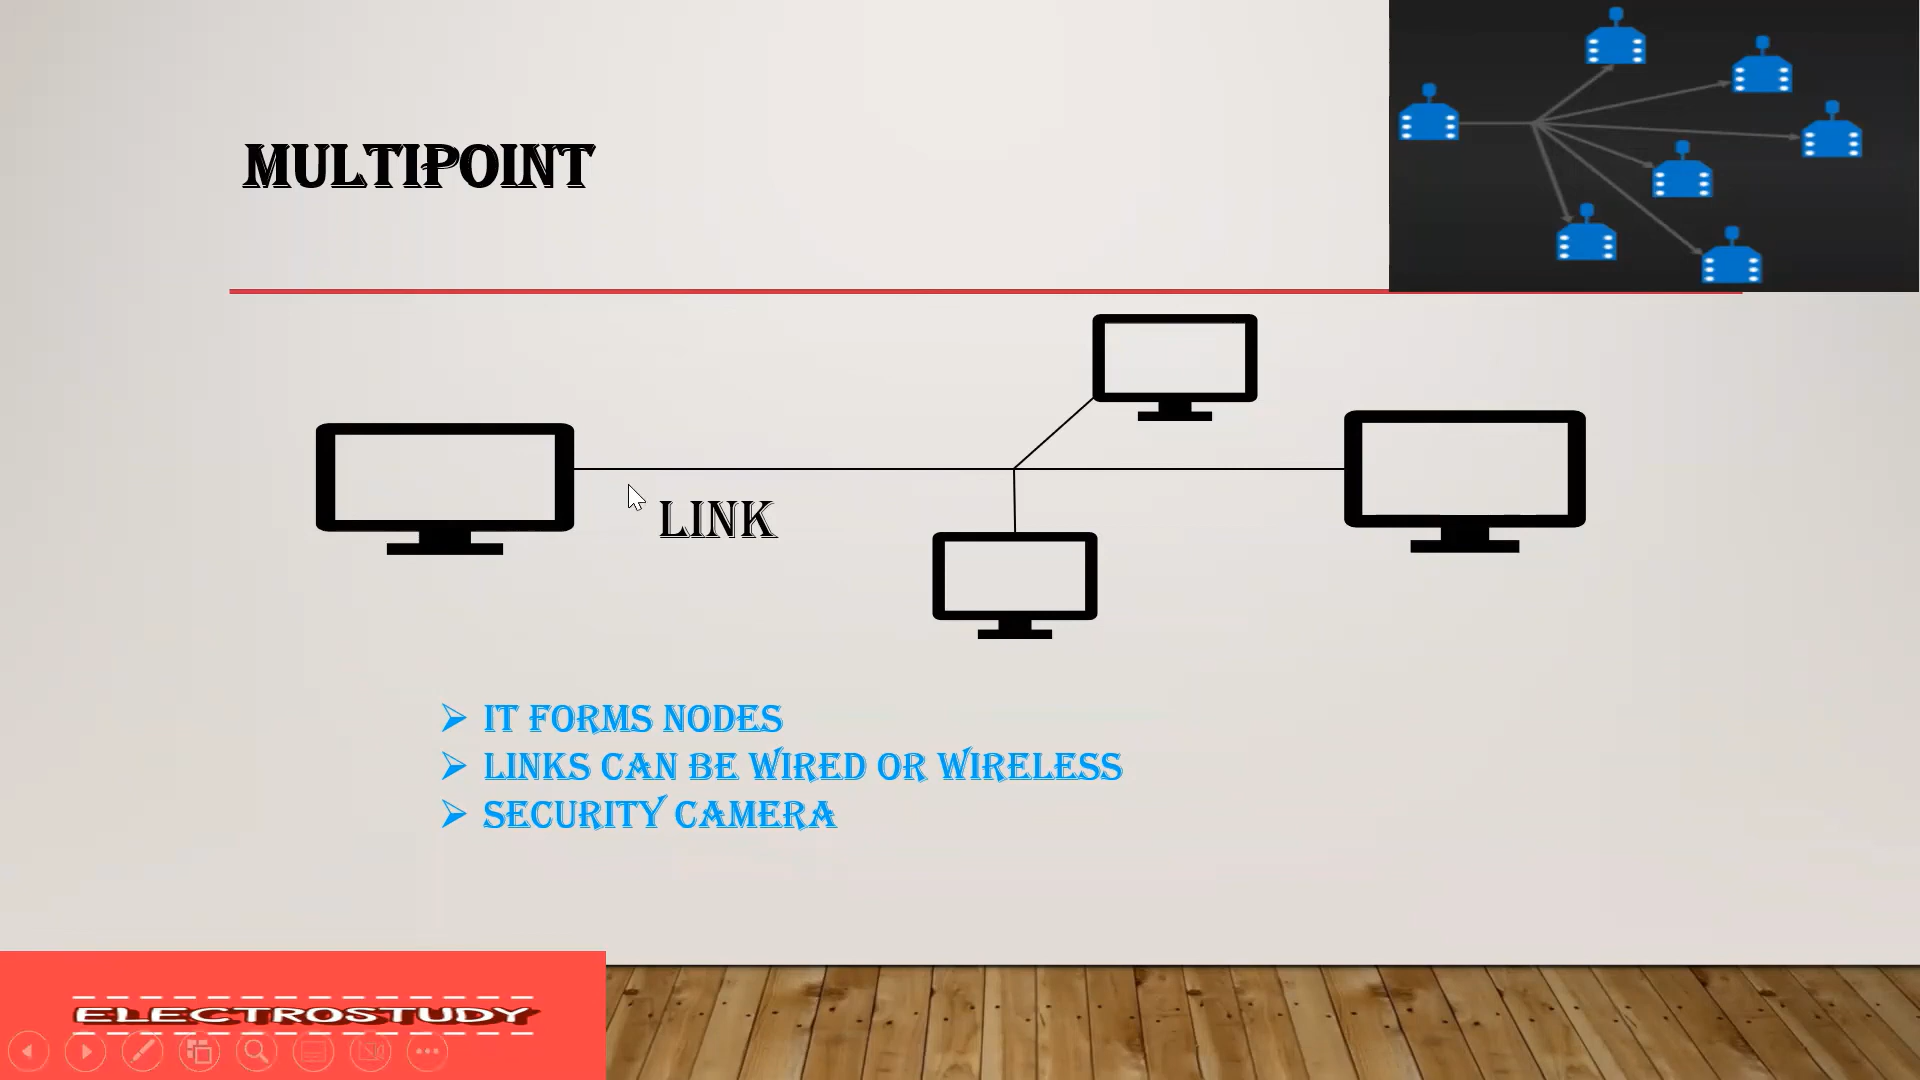 MULTIPOINT
LINK
IT FORMS NODES
LINKS CAN BE WIRED OR WIRELESS
SECURITY CAMERA
ELECTROSTUDY